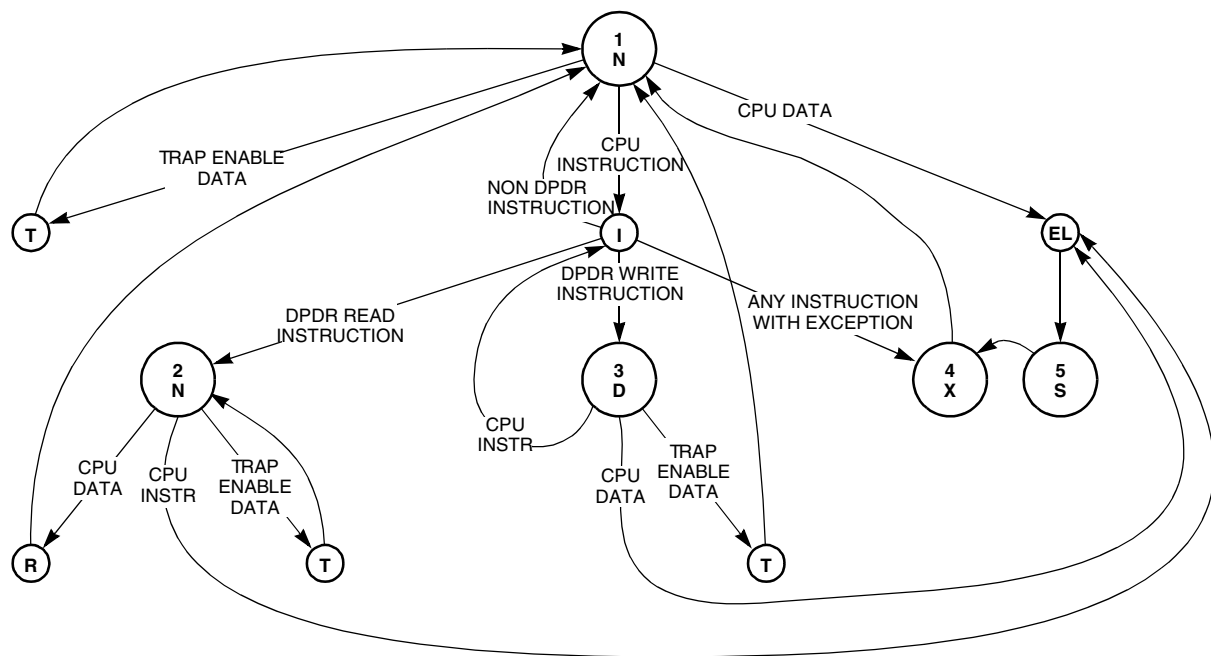 1
N
CPU DATA
CPU
INSTRUCTION
TRAP ENABLE
DATA
NON DPDR
INSTRUCTION
T
I
EL
DPDR WRITE
INSTRUCTION
ANY INSTRUCTION
WITH EXCEPTION
DPDR READ
INSTRUCTION
2
N
3
D
4
X
5
S
CPU
INSTR
CPU
DATA
CPU
INSTR
TRAP
ENABLE
DATA
CPU
DATA
TRAP
ENABLE
DATA
R
T
T